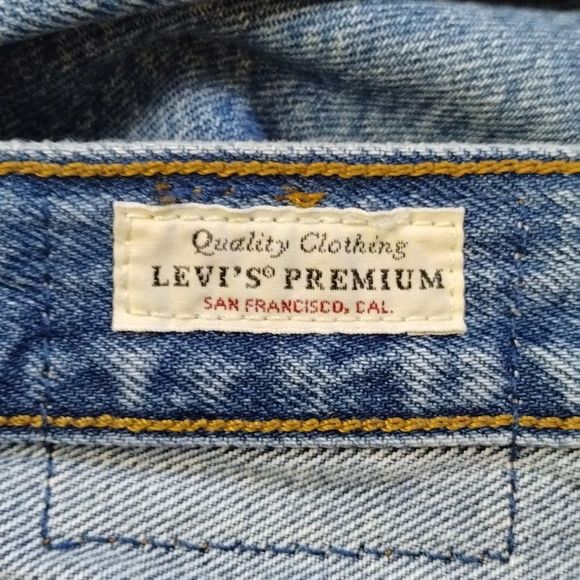 Quality Clothing
LEVI'S® PREMIUM
SAN FRANCISCO, CAL.